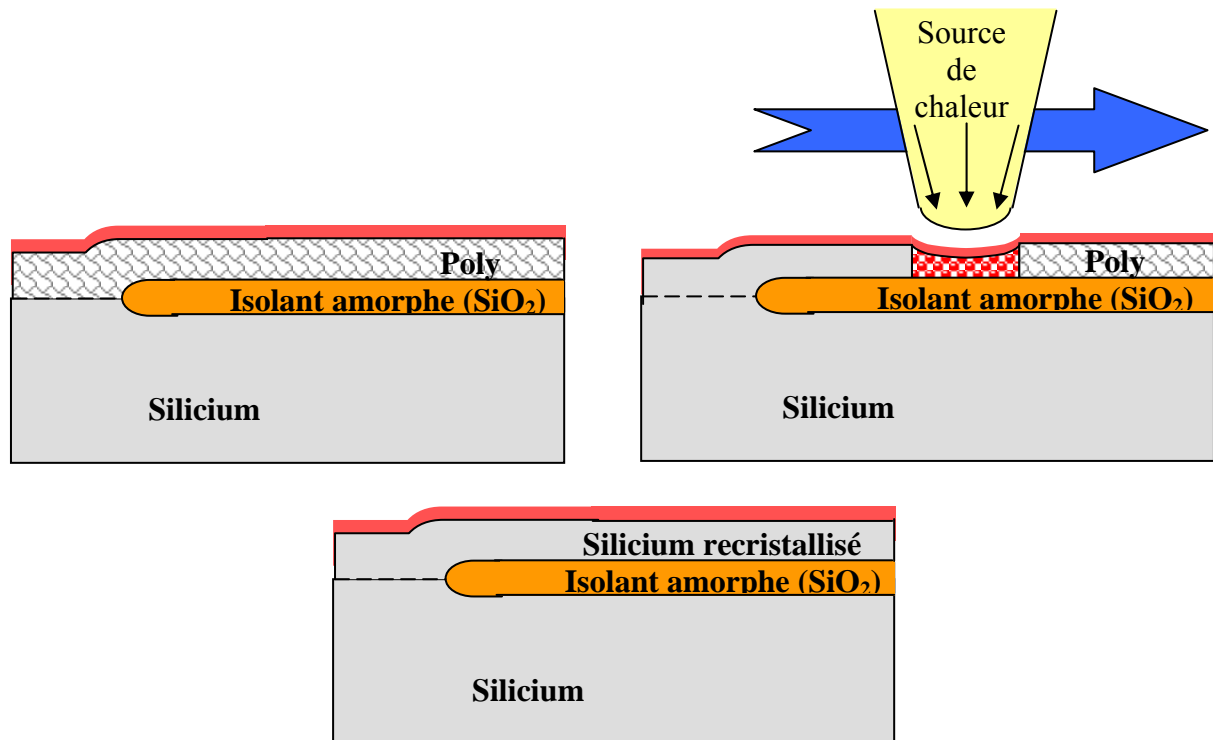 Poly
Isolant amorphe (SiO₂)
Silicium
Source
de
chaleur
Poly
Isolant amorphe (SiO₂)
Silicium
Silicium recristallisé
Isolant amorphe (SiO₂)
Silicium